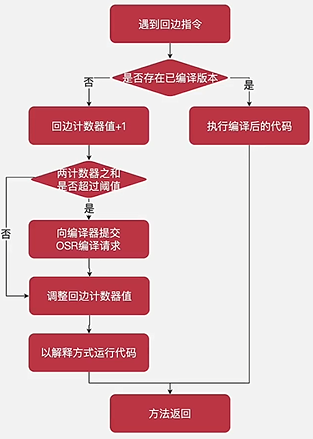 遇到回边指令
是否存在已编译版本
否
是
回边计数器值+1
执行编译后的代码
两计数器之和
是否超过阈值
是
否
向编译器提交
OSR编译请求
调整回边计数器值
以解释方式运行代码
方法返回